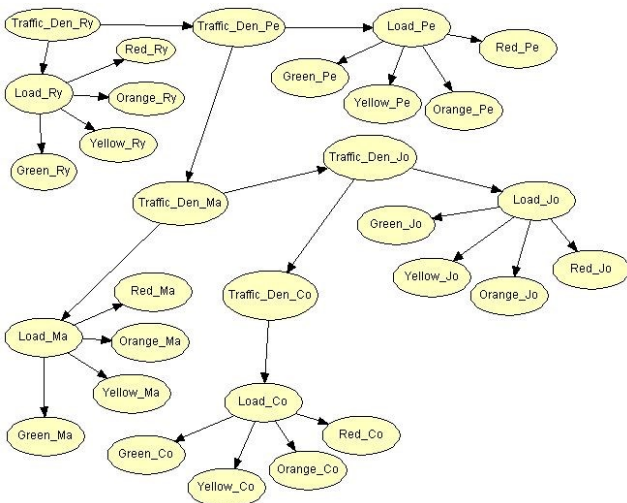 Traffic_Den_Ry
Traffic_Den_Pe
Load_Pe
Red_Pe
Red_Ry
Green_Pe
Load_Ry
Orange_Ry
Yellow_Pe
Orange_Pe
Yellow_Ry
Green_Ry
Traffic_Den_Jo
Traffic_Den_Ma
Load_Jo
Green_Jo
Yellow_Jo
Red_Jo
Orange_Jo
Red_Ma
Traffic_Den_Co
Load_Ma
Orange_Ma
Yellow_Ma
Load_Co
Green_Ma
Red_Co
Green_Co
Orange_Co
Yellow_Co